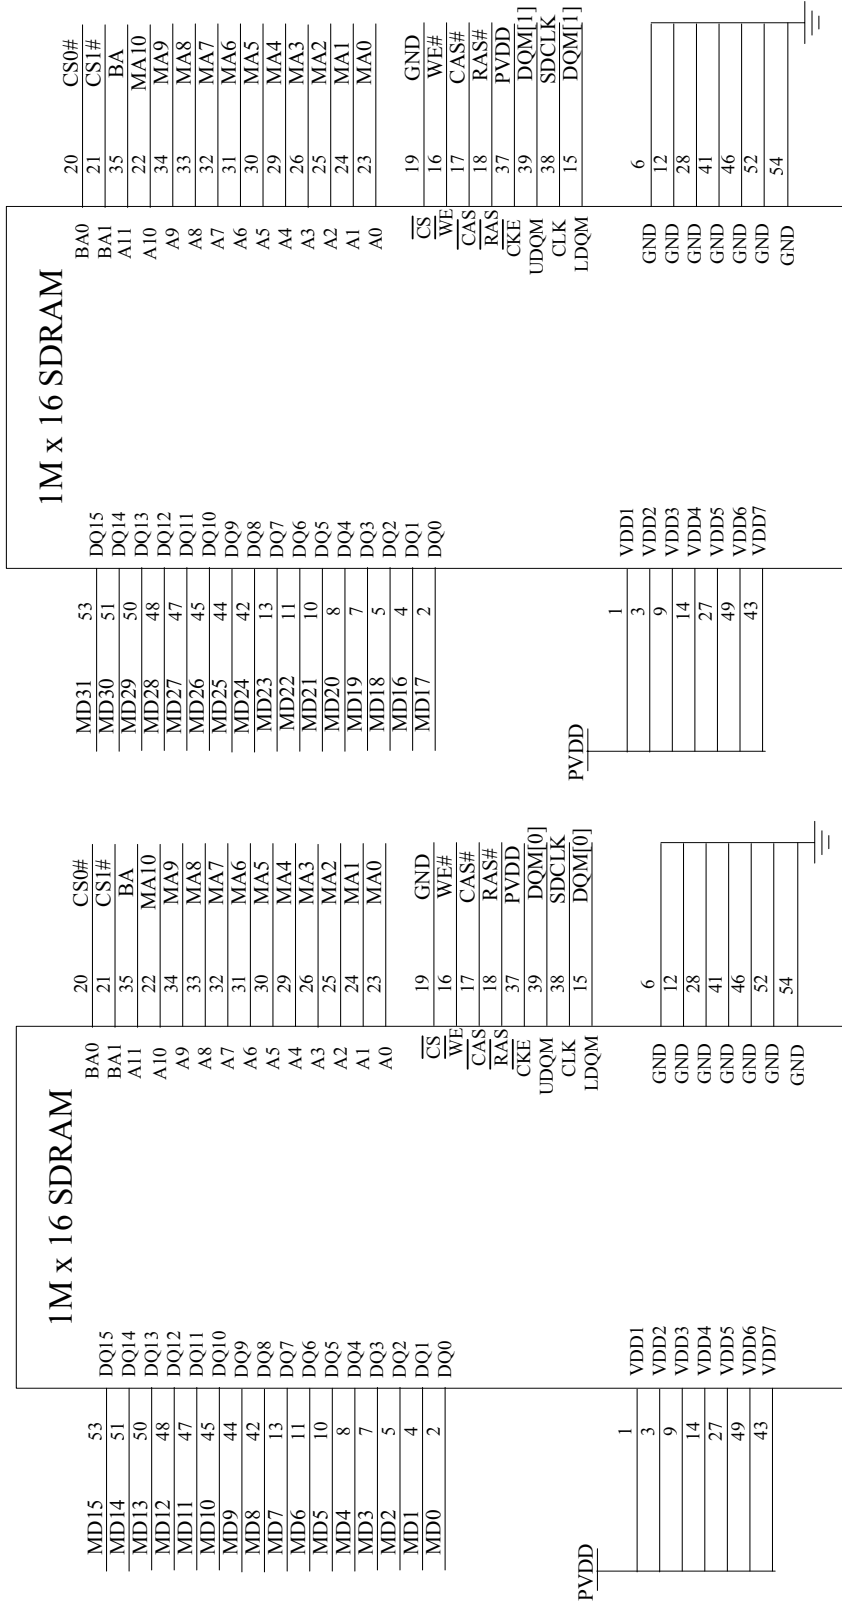 1M x 16 SDRAM
MD31 53 DQ15
MD30 51 DQ14
MD29 50 DQ13
MD28 48 DQ12
MD27 47 DQ11
MD26 45 DQ10
MD25 44 DQ9
MD24 42 DQ8
MD23 13 DQ7
MD22 11 DQ6
MD21 10 DQ5
MD20 8 DQ4
MD19 7 DQ3
MD18 5 DQ2
MD16 4 DQ1
MD17 2 DQ0
PVDD
1 VDD1
3 VDD2
9 VDD3
14 VDD4
27 VDD5
49 VDD6
43 VDD7
BA0 20 CS0#
BA1 21 CS1#
A11 35 BA
A10 22 MA10
A9 34 MA9
A8 33 MA8
A7 32 MA7
A6 31 MA6
A5 30 MA5
A4 29 MA4
A3 26 MA3
A2 25 MA2
A1 24 MA1
A0 23 MA0
CS 19 GND
WE 16 WE#
CAS 17 CAS#
RAS 18 RAS#
CKE 37 PVDD
UDQM 39 DQM[1]
CLK 38 SDCLK
LDQM 15 DQM[1]
GND 6
GND 12
GND 28
GND 41
GND 46
GND 52
GND 54
1M x 16 SDRAM
MD15 53 DQ15
MD14 51 DQ14
MD13 50 DQ13
MD12 48 DQ12
MD11 47 DQ11
MD10 45 DQ10
MD9 44 DQ9
MD8 42 DQ8
MD7 13 DQ7
MD6 11 DQ6
MD5 10 DQ5
MD4 8 DQ4
MD3 7 DQ3
MD2 5 DQ2
MD1 4 DQ1
MD0 2 DQ0
PVDD
1 VDD1
3 VDD2
9 VDD3
14 VDD4
27 VDD5
49 VDD6
43 VDD7
BA0 20 CS0#
BA1 21 CS1#
A11 35 BA
A10 22 MA10
A9 34 MA9
A8 33 MA8
A7 32 MA7
A6 31 MA6
A5 30 MA5
A4 29 MA4
A3 26 MA3
A2 25 MA2
A1 24 MA1
A0 23 MA0
CS 19 GND
WE 16 WE#
CAS 17 CAS#
RAS 18 RAS#
CKE 37 PVDD
UDQM 39 DQM[0]
CLK 38 SDCLK
LDQM 15 DQM[0]
GND 6
GND 12
GND 28
GND 41
GND 46
GND 52
GND 54